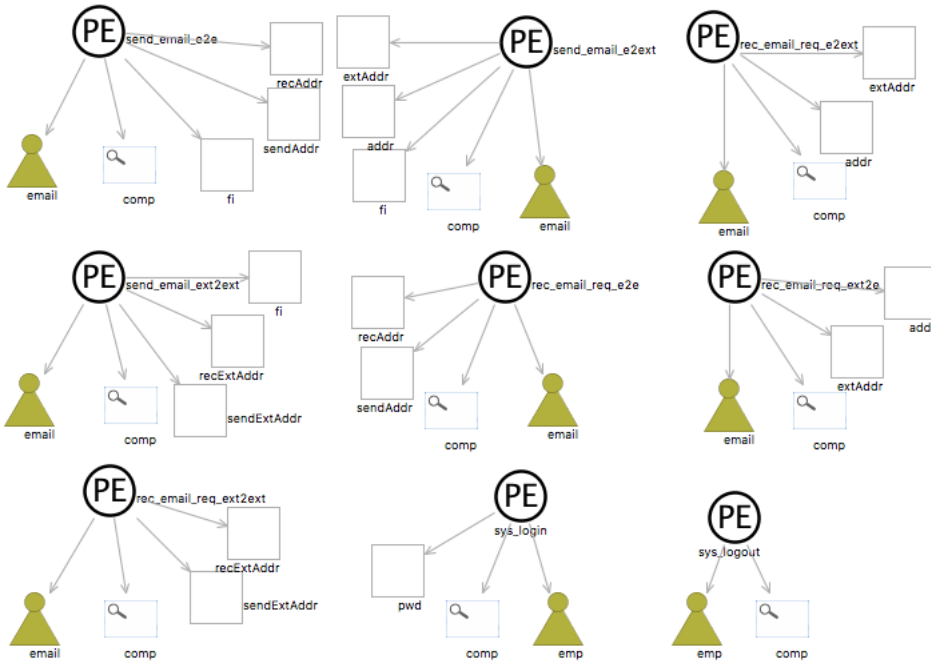 PE
send_email_e2e
recAddr
sendAddr
email
comp
fi
PE
send_email_e2ext
extAddr
addr
fi
comp
email
PE
rec_email_req_e2ext
extAddr
addr
comp
email
PE
send_email_ext2ext
fi
recExtAddr
sendExtAddr
email
comp
PE
rec_email_req_e2e
recAddr
sendAddr
comp
email
PE
rec_email_req_ext2e
add
extAddr
email
comp
PE
rec_email_req_ext2ext
recExtAddr
sendExtAddr
email
comp
PE
sys_login
pwd
comp
emp
PE
sys_logout
emp
comp